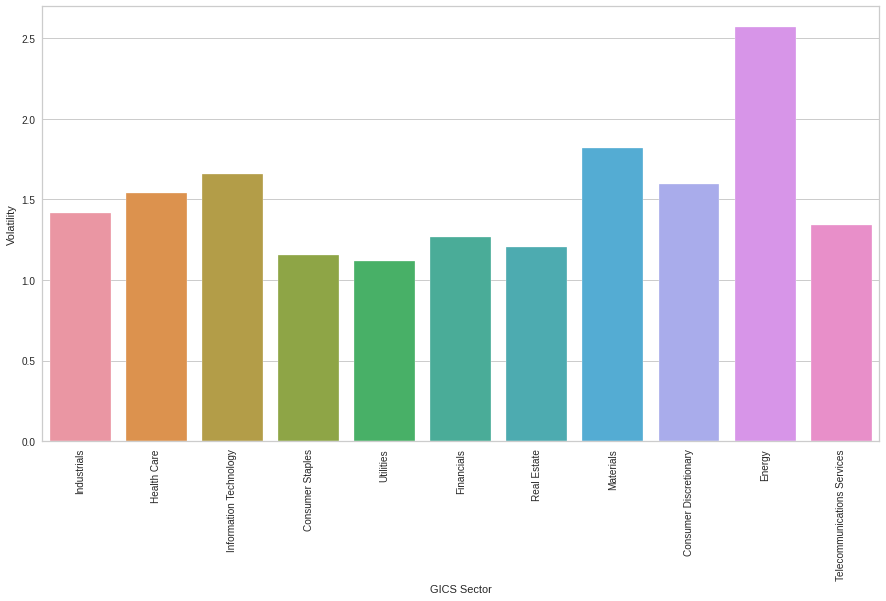 2.5
2.0
1.5
1.0
0.5
0.0
Volatility
Industrials
Health Care
Information Technology
Consumer Staples
Utilities
Financials
Real Estate
Materials
Consumer Discretionary
Energy
Telecommunications Services
GICS Sector